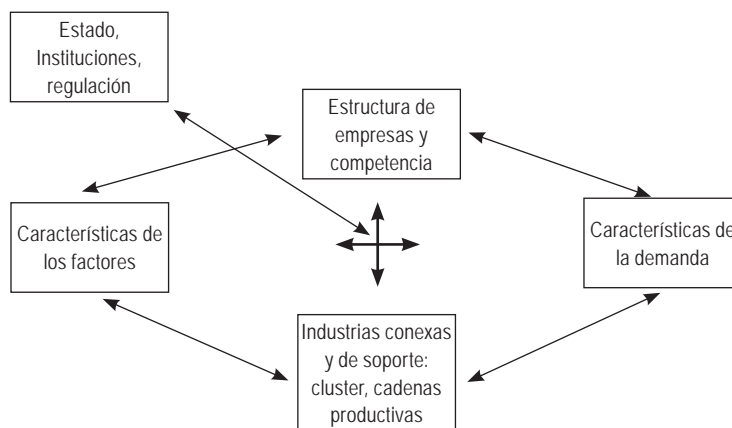 Estado,
Instituciones,
regulación
Estructura de
empresas y
competencia
Características de
los factores
Características de
la demanda
Industrias conexas
y de soporte:
cluster, cadenas
productivas